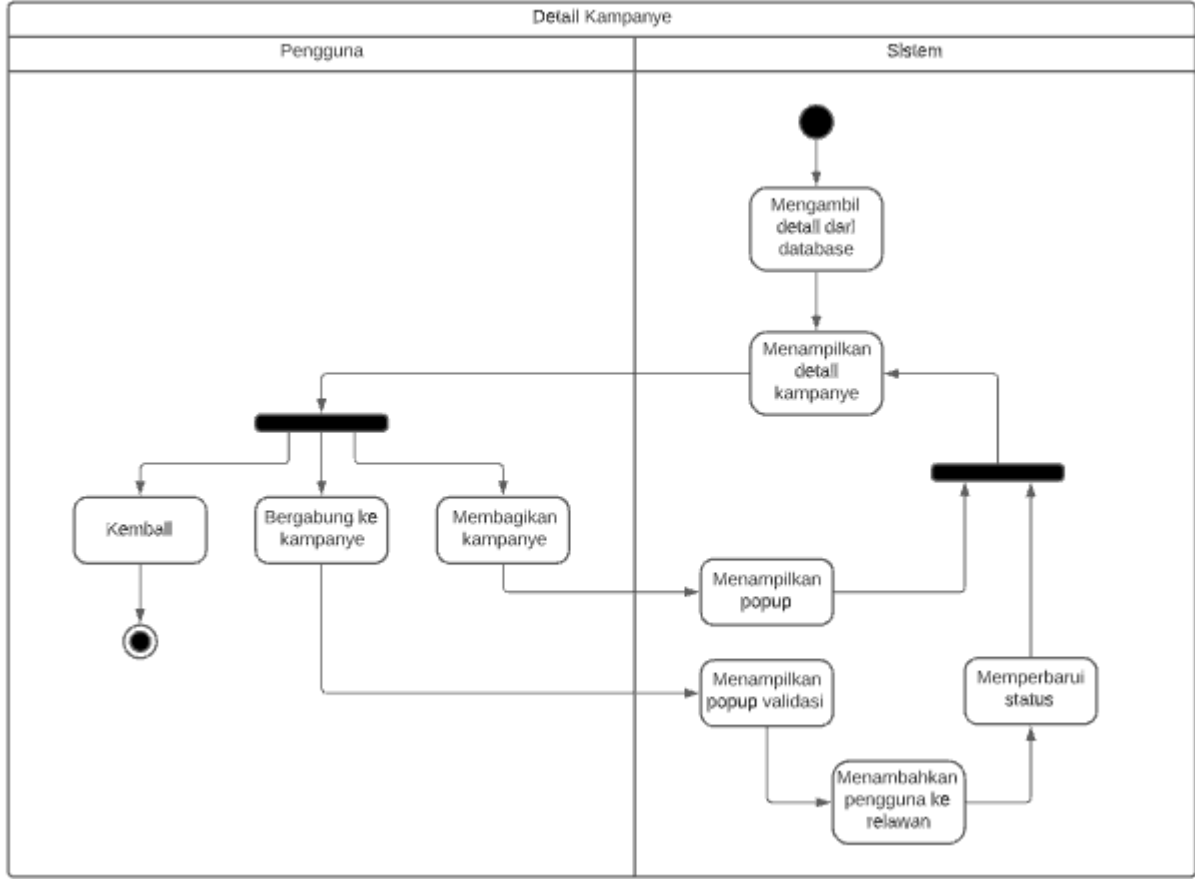 Detail Kampanye
Pengguna
Sistem
Mengambil
detail dari
database
Menampilkan
detail
kampanye
Kembali
Bergabung ke
kampanye
Membagikan
kampanye
Menampilkan
popup
Menampilkan
popup validasi
Memperbarui
status
Menambahkan
pengguna ke
relawan